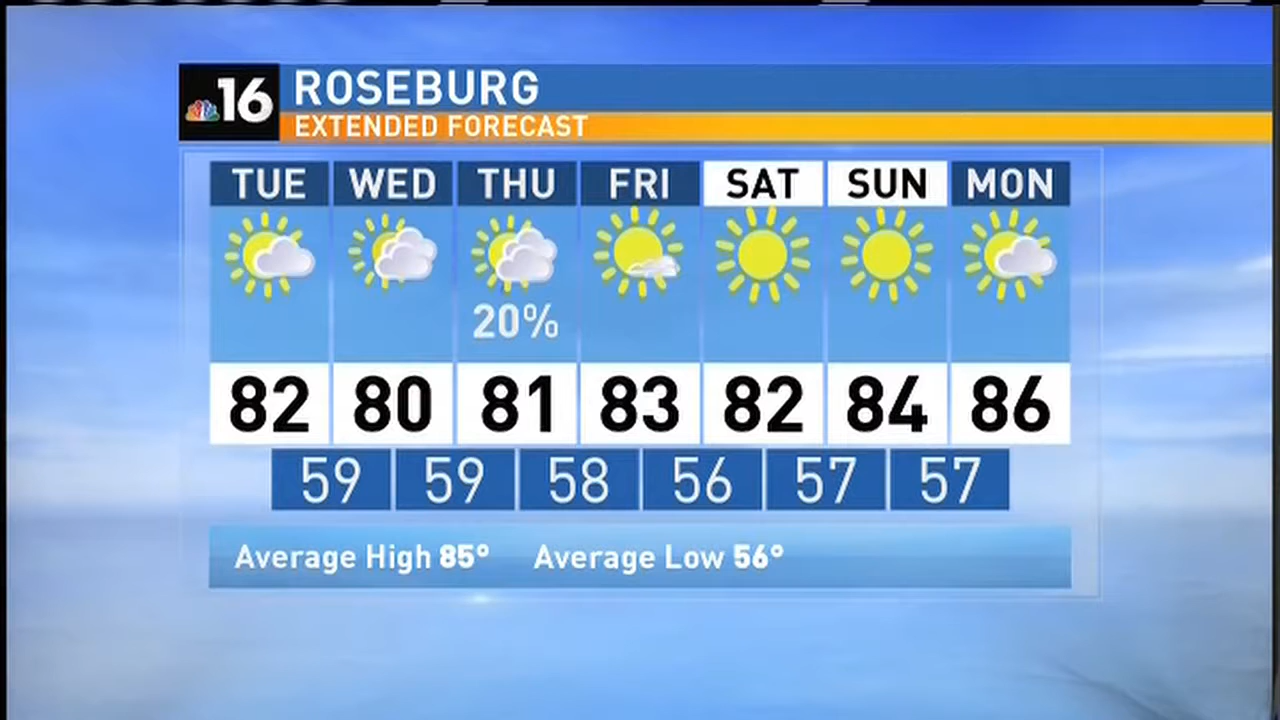 16
ROSEBURG
EXTENDED FORECAST
TUE WED THU FRI SAT SUN MON
20%
82 80 81 83 82 84 86
59 59 58 56 57 57
Average High 85° Average Low 56°